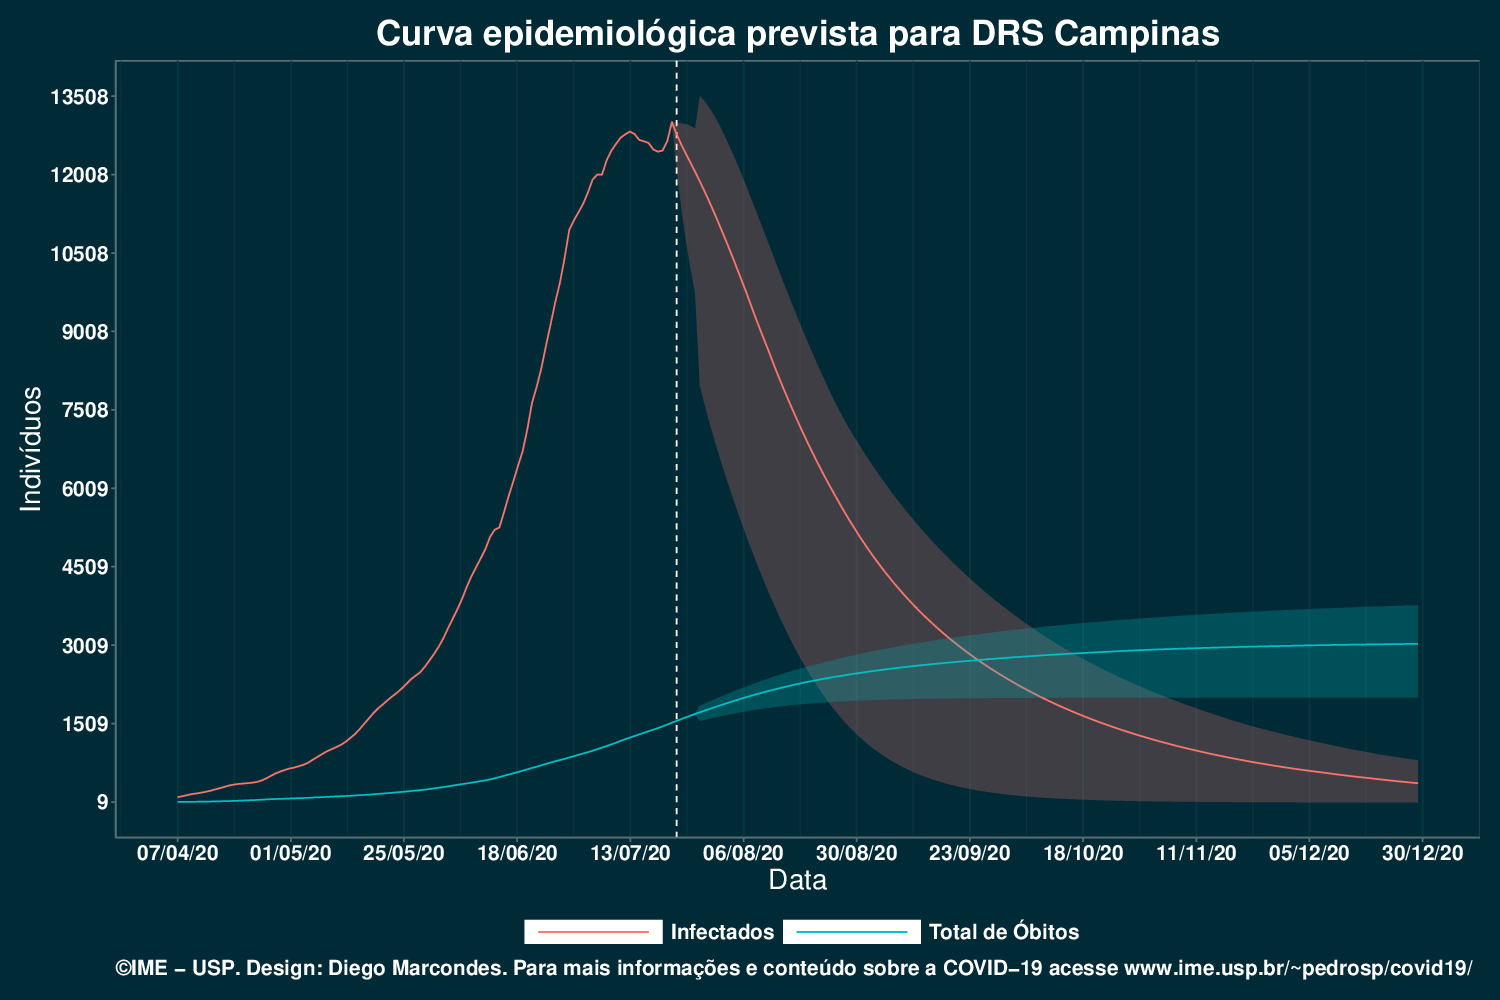 Curva epidemiológica prevista para DRS Campinas
13508
12008
10508
9008
7508
6009
4509
3009
1509
9
Indivíduos
07/04/20 01/05/20 25/05/20 18/06/20 13/07/20 06/08/20 30/08/20 23/09/20 18/10/20 11/11/20 05/12/20 30/12/20
Data
Infectados Total de Óbitos
©IME − USP. Design: Diego Marcondes. Para mais informações e conteúdo sobre a COVID−19 acesse www.ime.usp.br/~pedrosp/covid19/